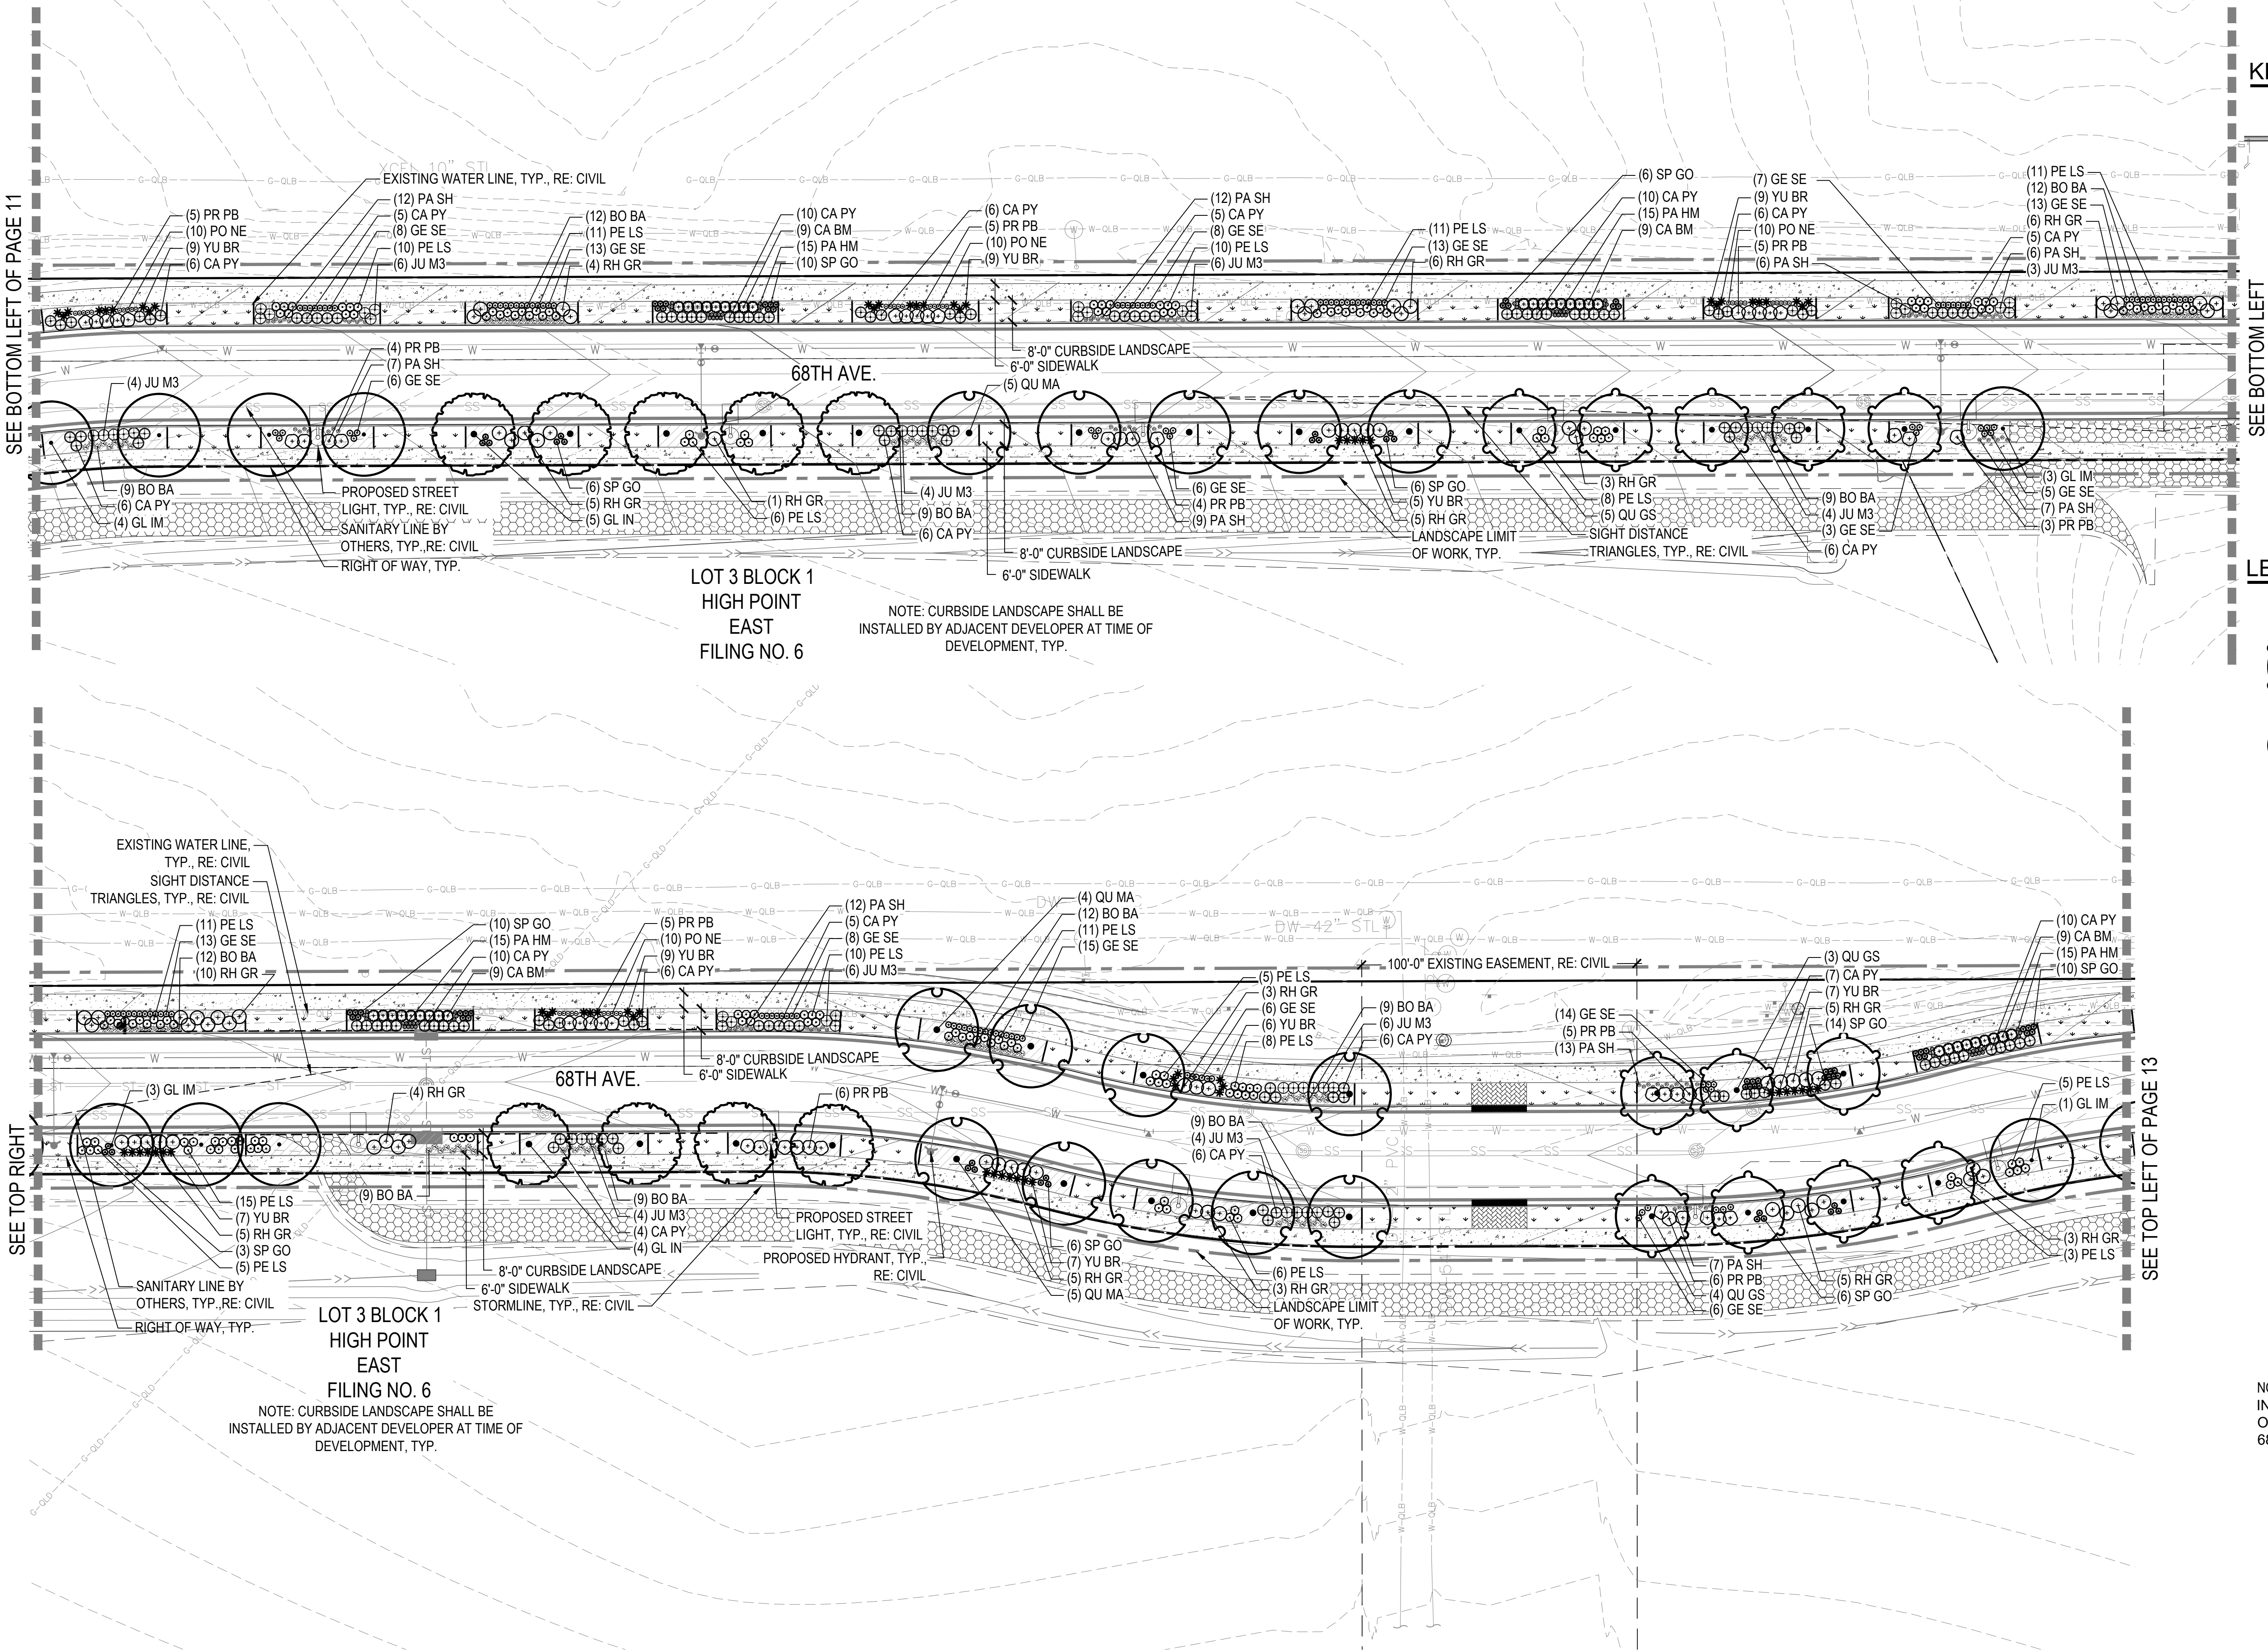 SEE BOTTOM LEFT OF PAGE 11
XCEL 10" STL
EXISTING WATER LINE, TYP., RE: CIVIL
(5) PR PB
(10) PO NE
(9) YU BR
(6) CA PY
(12) PA SH
(5) CA PY
(8) GE SE
(10) PE LS
(6) JU M3
(12) BO BA
(11) PE LS
(13) GE SE
(4) RH GR
(10) CA PY
(9) CA BM
(15) PA HM
(10) SP GO
(6) CA PY
(5) PR PB
(10) PO NE
(9) YU BR
(12) PA SH
(5) CA PY
(8) GE SE
(10) PE LS
(6) JU M3
(11) PE LS
(13) GE SE
(6) RH GR
(6) SP GO
(10) CA PY
(15) PA HM
(9) CA BM
(7) GE SE
(9) YU BR
(6) CA PY
(10) PO NE
(5) PR PB
(6) PA SH
(11) PE LS
(12) BO BA
(13) GE SE
(6) RH GR
(5) CA PY
(6) PA SH
(3) JU M3
8'-0" CURBSIDE LANDSCAPE
6'-0" SIDEWALK
68TH AVE.
(4) JU M3
(4) PR PB
(7) PA SH
(6) GE SE
(5) QU MA
(9) BO BA
(6) CA PY
(4) GL IM
PROPOSED STREET
LIGHT, TYP., RE: CIVIL
SANITARY LINE BY
OTHERS, TYP.,RE: CIVIL
RIGHT OF WAY, TYP.
(6) SP GO
(5) RH GR
(5) GL IN
(1) RH GR
(6) PE LS
(4) JU M3
(9) BO BA
(6) CA PY
8'-0" CURBSIDE LANDSCAPE
6'-0" SIDEWALK
(6) GE SE
(4) PR PB
(9) PA SH
(6) SP GO
(5) YU BR
(5) RH GR
LANDSCAPE LIMIT
OF WORK, TYP.
(3) RH GR
(8) PE LS
(5) QU GS
SIGHT DISTANCE
TRIANGLES, TYP., RE: CIVIL
(9) BO BA
(4) JU M3
(3) GE SE
(6) CA PY
(3) GL IM
(5) GE SE
(7) PA SH
(3) PR PB
LOT 3 BLOCK 1
HIGH POINT
EAST
FILING NO. 6
NOTE: CURBSIDE LANDSCAPE SHALL BE
INSTALLED BY ADJACENT DEVELOPER AT TIME OF
DEVELOPMENT, TYP.
SEE BOTTOM LEFT
SEE TOP RIGHT
EXISTING WATER LINE,
TYP., RE: CIVIL
SIGHT DISTANCE
TRIANGLES, TYP., RE: CIVIL
(11) PE LS
(13) GE SE
(12) BO BA
(10) RH GR
(10) SP GO
(15) PA HM
(10) CA PY
(9) CA BM
(5) PR PB
(10) PO NE
(9) YU BR
(6) CA PY
(12) PA SH
(5) CA PY
(8) GE SE
(10) PE LS
(6) JU M3
(4) QU MA
(12) BO BA
(11) PE LS
(15) GE SE
DW-42" STL
100'-0" EXISTING EASEMENT, RE: CIVIL
(5) PE LS
(3) RH GR
(6) GE SE
(6) YU BR
(8) PE LS
(9) BO BA
(6) JU M3
(6) CA PY
(14) GE SE
(5) PR PB
(13) PA SH
(3) QU GS
(7) CA PY
(7) YU BR
(5) RH GR
(14) SP GO
(10) CA PY
(9) CA BM
(15) PA HM
(10) SP GO
8'-0" CURBSIDE LANDSCAPE
6'-0" SIDEWALK
68TH AVE.
(3) GL IM
(4) RH GR
(6) PR PB
(9) BO BA
(4) JU M3
(6) CA PY
(5) PE LS
(1) GL IM
(15) PE LS
(7) YU BR
(5) RH GR
(3) SP GO
(5) PE LS
(9) BO BA
SANITARY LINE BY
OTHERS, TYP.,RE: CIVIL
RIGHT OF WAY, TYP.
(9) BO BA
(4) JU M3
(4) CA PY
(4) GL IN
8'-0" CURBSIDE LANDSCAPE
6'-0" SIDEWALK
STORMLINE, TYP., RE: CIVIL
PROPOSED STREET
LIGHT, TYP., RE: CIVIL
PROPOSED HYDRANT, TYP.,
RE: CIVIL
(6) SP GO
(7) YU BR
(5) RH GR
(5) QU MA
(6) PE LS
(3) RH GR
LANDSCAPE LIMIT
OF WORK, TYP.
(7) PA SH
(6) PR PB
(4) QU GS
(6) GE SE
(5) RH GR
(6) SP GO
(3) RH GR
(3) PE LS
SEE TOP LEFT OF PAGE 13
LOT 3 BLOCK 1
HIGH POINT
EAST
FILING NO. 6
NOTE: CURBSIDE LANDSCAPE SHALL BE
INSTALLED BY ADJACENT DEVELOPER AT TIME OF
DEVELOPMENT, TYP.